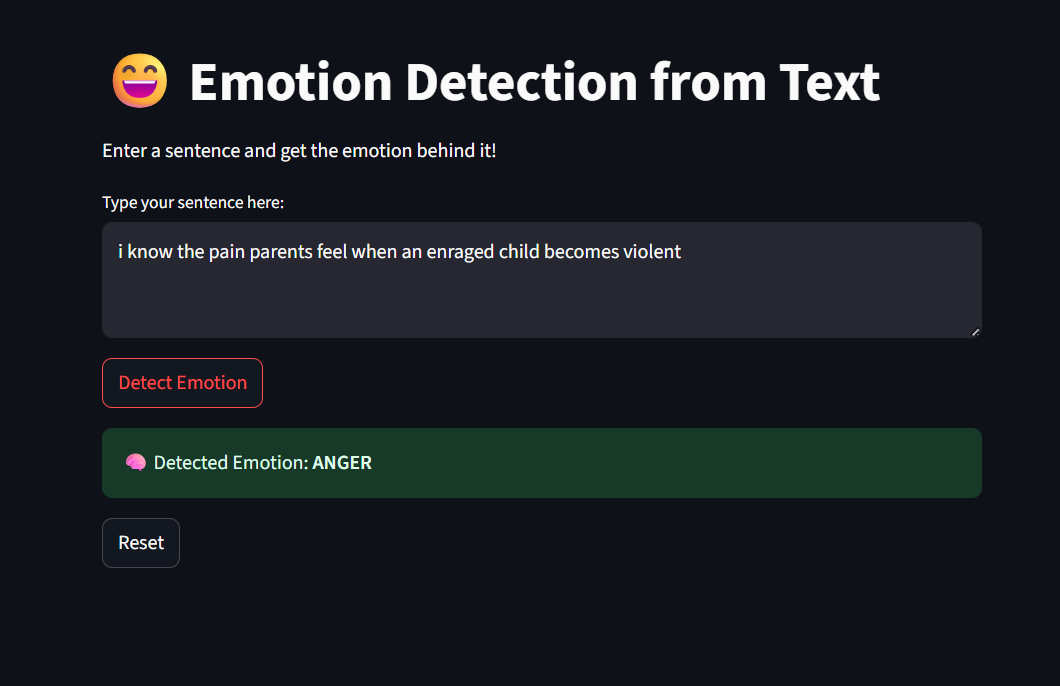 😄 Emotion Detection from Text
Enter a sentence and get the emotion behind it!
Type your sentence here:
i know the pain parents feel when an enraged child becomes violent
Detect Emotion
🧠 Detected Emotion: ANGER
Reset